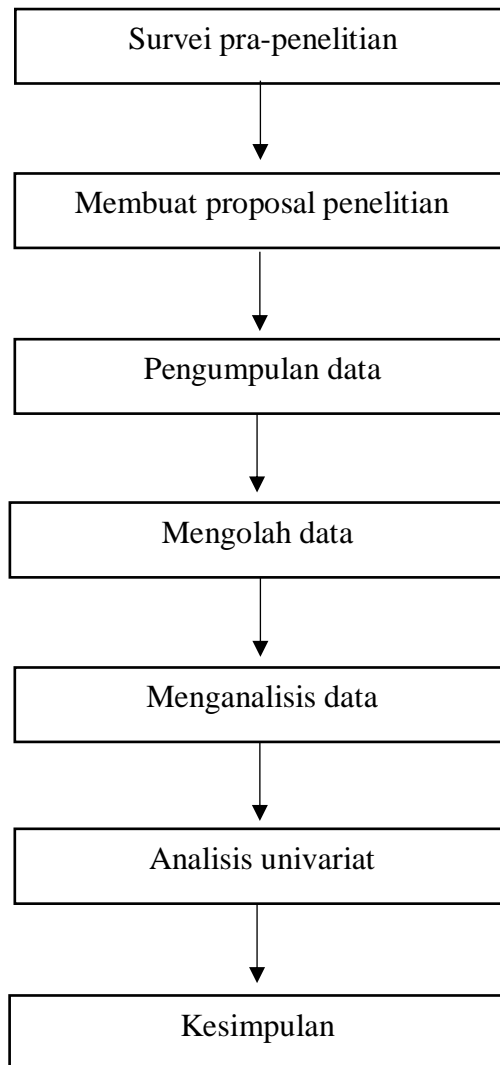 Survei pra-penelitian
Membuat proposal penelitian
Pengumpulan data
Mengolah data
Menganalisis data
Analisis univariat
Kesimpulan